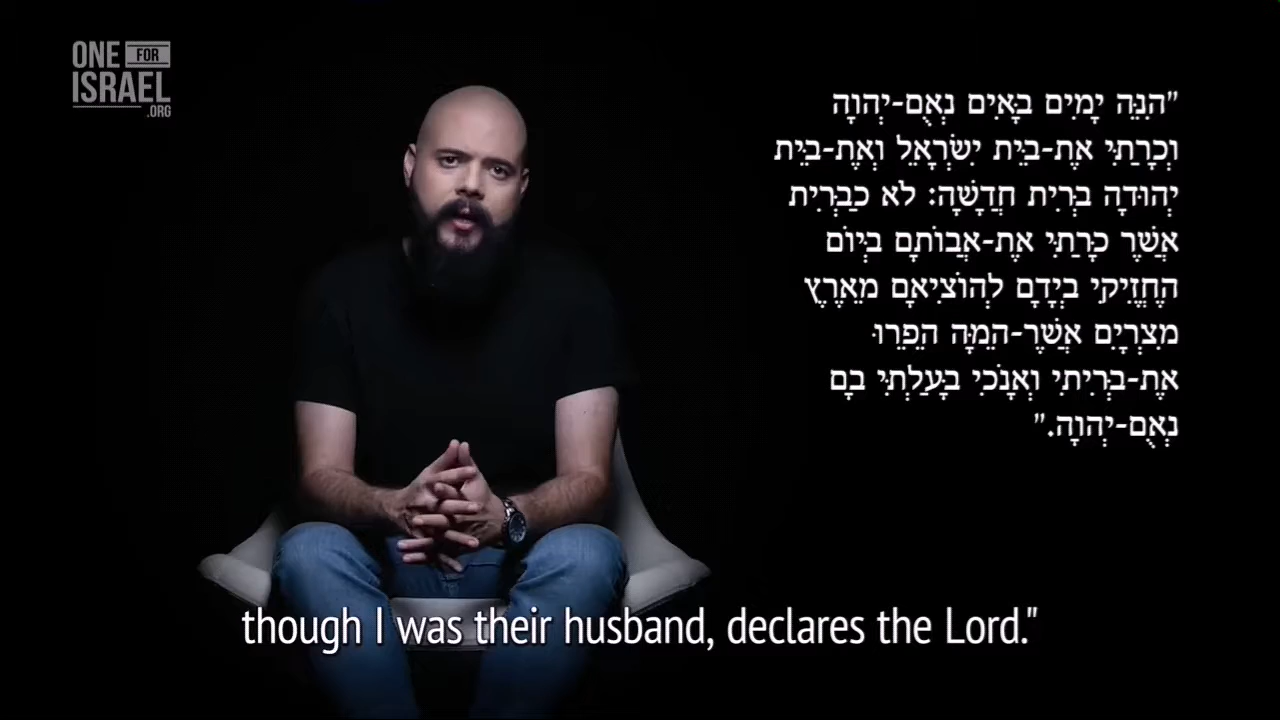 ONE FOR
ISRAEL
.ORG
"הִנֵּה יָמִים בָּאִים נְאֻם-יְהוָה
וְכָרַתִּי אֶת-בֵּית יִשְׂרָאֵל וְאֶת-בֵּית
יְהוּדָה בְּרִית חֲדָשָׁה: לֹא כַבְּרִית
אֲשֶׁר כָּרַתִּי אֶת-אֲבוֹתָם בְּיוֹם
הֶחֱזִיקִי בְיָדָם לְהוֹצִיאָם מֵאֶרֶץ
מִצְרָיִם אֲשֶׁר-הֵמָּה הֵפֵרוּ
אֶת-בְּרִיתִי וְאָנֹכִי בָּעַלְתִּי בָם
נְאֻם-יְהוָה."
though I was their husband, declares the Lord."